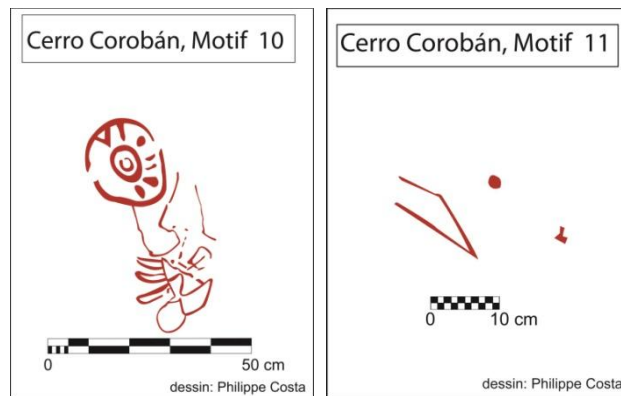 Cerro Corobán, Motif 10
0 50 cm
dessin: Philippe Costa
Cerro Corobán, Motif 11
0 10 cm
dessin: Philippe Costa